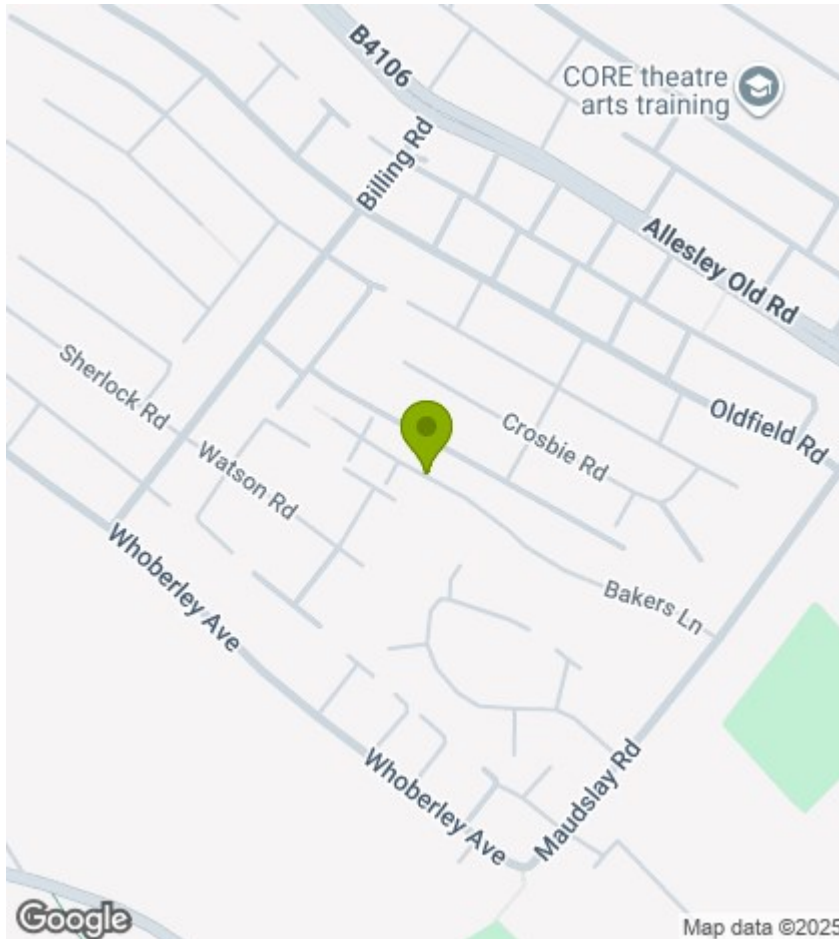 B4106
CORE theatre
arts training
Billing Rd
Allesley Old Rd
Sherlock Rd
Crosbie Rd
Oldfield Rd
Watson Rd
Whoberley Ave
Bakers Ln
Whoberley Ave
Maudslay Rd
Google
Map data ©2025